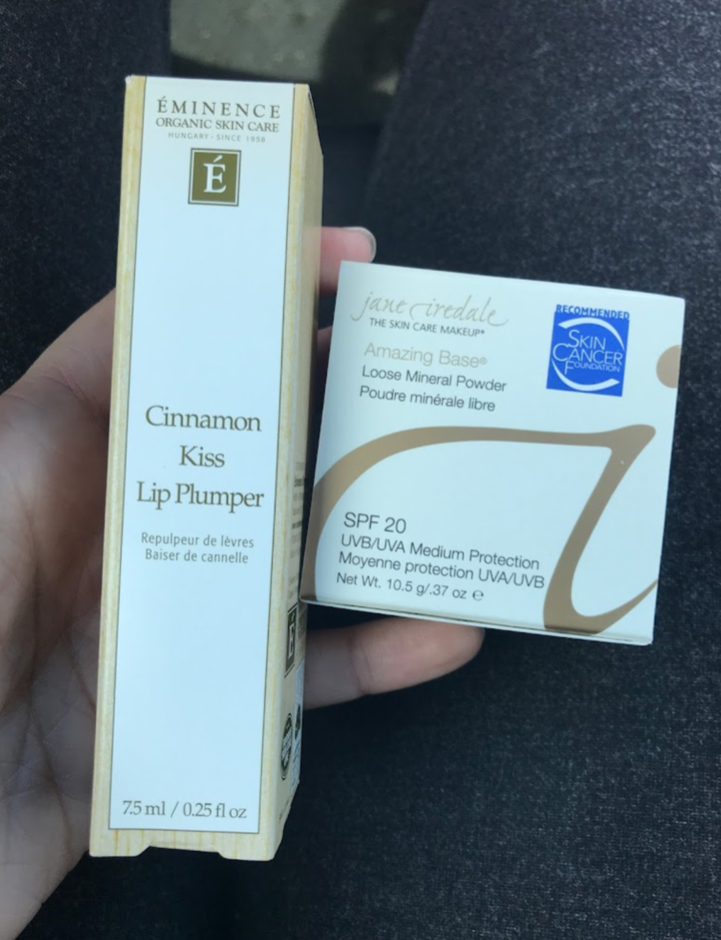 ÉMINENCE
ORGANIC SKIN CARE
HUNGARY · SINCE 1958
É
Cinnamon
Kiss
Lip Plumper
Repulpeur de lèvres
Baiser de cannelle
7.5 ml / 0.25 fl oz
É
jane iredale
THE SKIN CARE MAKEUP®
Amazing Base®
Loose Mineral Powder
Poudre minérale libre
RECOMMENDED
SKIN
CANCER
FOUNDATION
SPF 20
UVB/UVA Medium Protection
Moyenne protection UVA/UVB
Net Wt. 10.5 g/.37 oz e